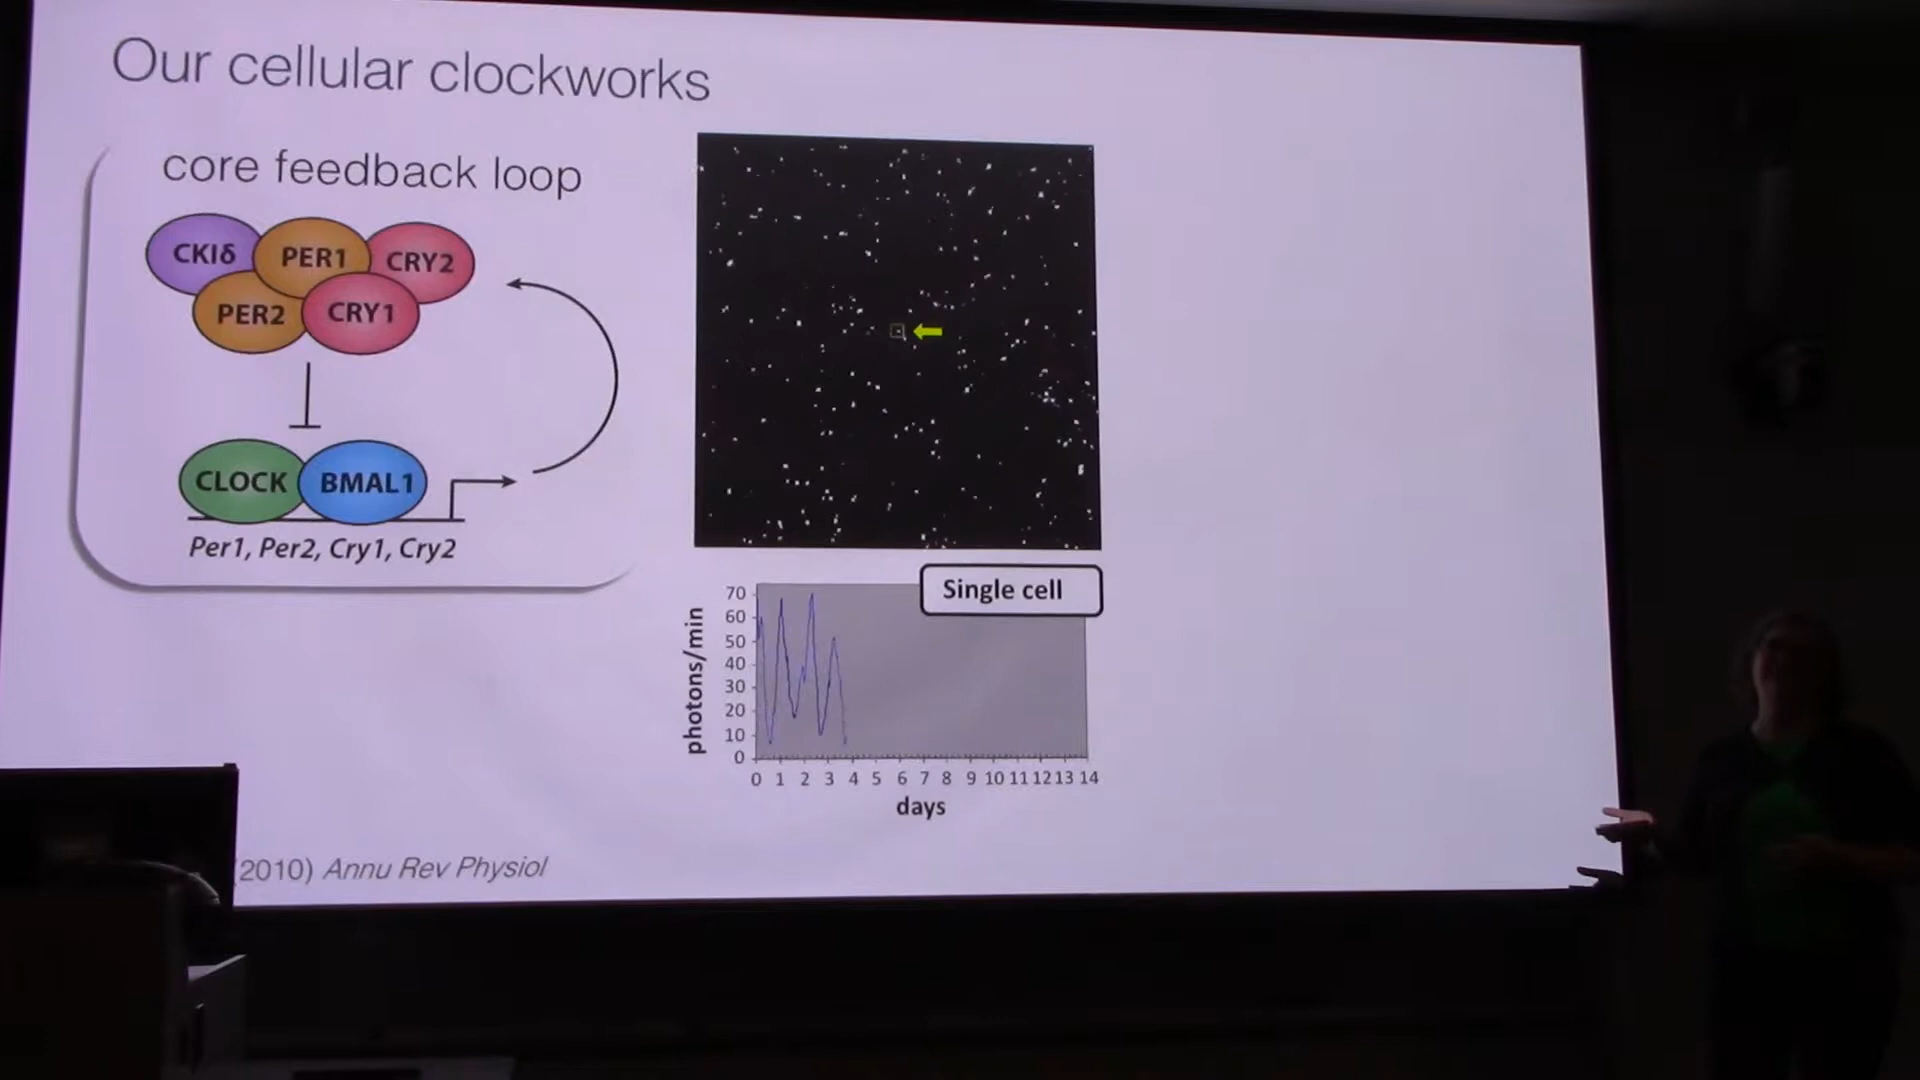 Our cellular clockworks
core feedback loop
CKIδ PER1 CRY2
PER2 CRY1
CLOCK BMAL1
Per1, Per2, Cry1, Cry2
Single cell
photons/min
70
60
50
40
30
20
10
0
0 1 2 3 4 5 6 7 8 9 10 11 12 13 14
days
2010) Annu Rev Physiol